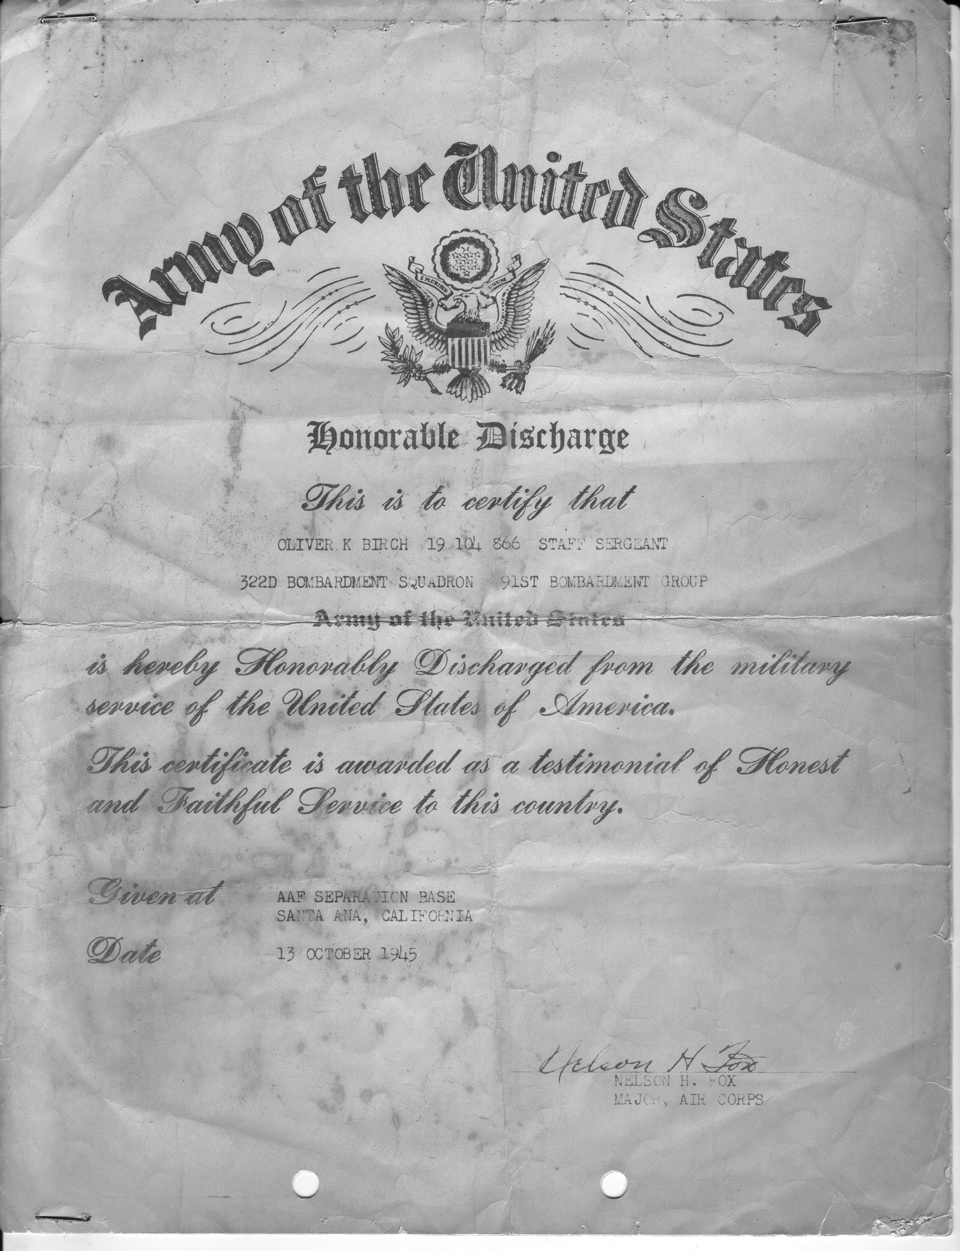 Army of the United States
Honorable Discharge
This is to certify that
OLIVER K BIRCH 19 104 866 STAFF SERGEANT
322D BOMBARDMENT SQUADRON 91ST BOMBARDMENT GROUP
Army of the United States
is hereby Honorably Discharged from the military
service of the United States of America.
This certificate is awarded as a testimonial of Honest
and Faithful Service to this country.
Given at AAF SEPARATION BASE
SANTA ANA, CALIFORNIA
Date 13 OCTOBER 1945
Nelson H Fox
NELSON H. FOX
MAJOR, AIR CORPS